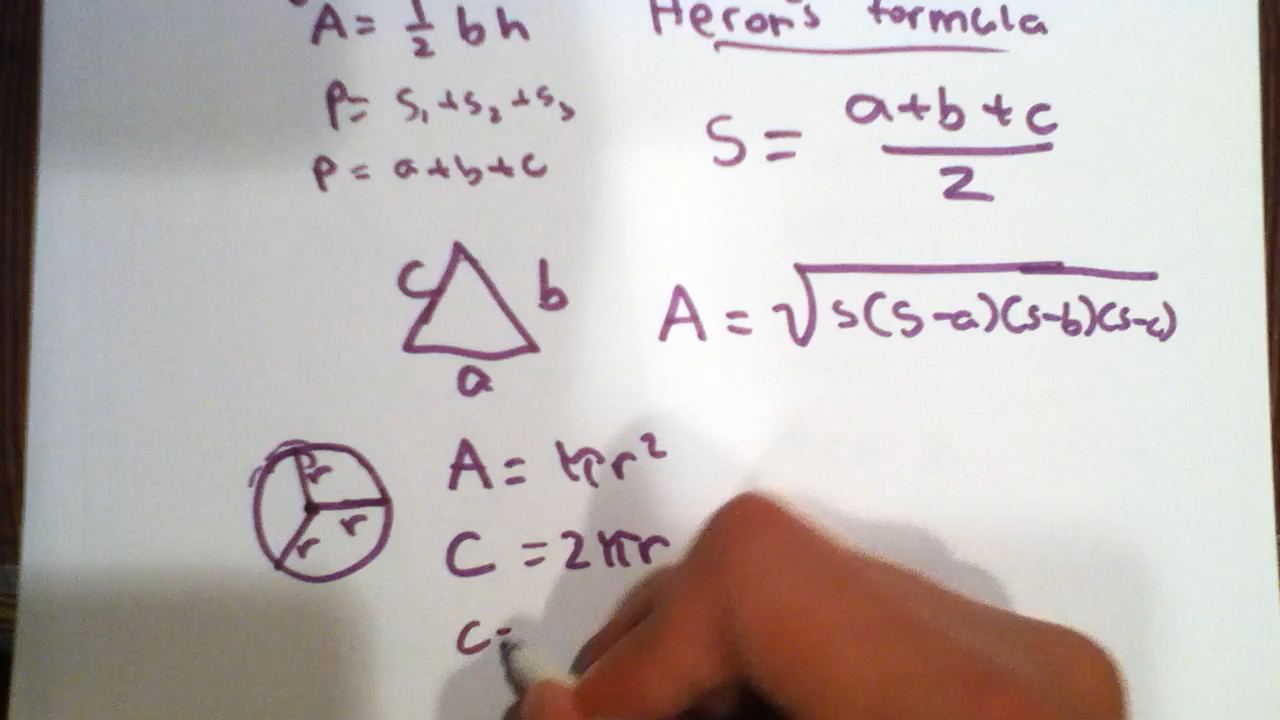 A = 1/2 bh
P = s₁ + s₂ + s₃
P = a + b + c
c
b
a
Heron's formula
S = (a + b + c)/2
A = √s(s-a)(s-b)(s-c)
r
r
r
A = πr²
C = 2πr
C =